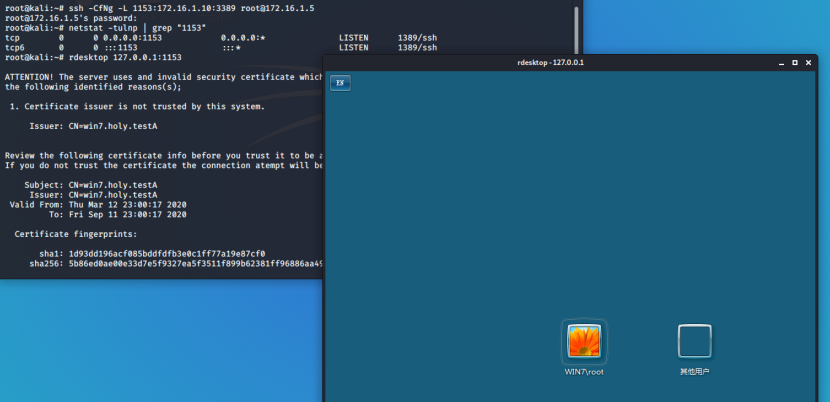 root@kali:~# ssh -CfNg -L 1153:172.16.1.10:3389 root@172.16.1.5
root@172.16.1.5's password:
root@kali:~# netstat -tulnp | grep "1153"
tcp 0 0 0.0.0.0:1153 0.0.0.0:* LISTEN 1389/ssh
tcp6 0 0 :::1153 :::* LISTEN 1389/ssh
root@kali:~# rdesktop 127.0.0.1:1153
ATTENTION! The server uses and invalid security certificate whic
the following identified reasons(s);
1. Certificate issuer is not trusted by this system.
Issuer: CN=win7.holy.testA
Review the following certificate info before you trust it to be a
If you do not trust the certificate the connection atempt will be
Subject: CN=win7.holy.testA
Issuer: CN=win7.holy.testA
Valid From: Thu Mar 12 23:00:17 2020
To: Fri Sep 11 23:00:17 2020
Certificate fingerprints:
sha1: 1d93dd196acf085bddfdfb3e0c1ff77a19e87cf0
sha256: 5b86ed0ae00e33d7e5f9327ea5f3511f899b62381ff96886aa49
rdesktop - 127.0.0.1
WIN7\root
其他用户